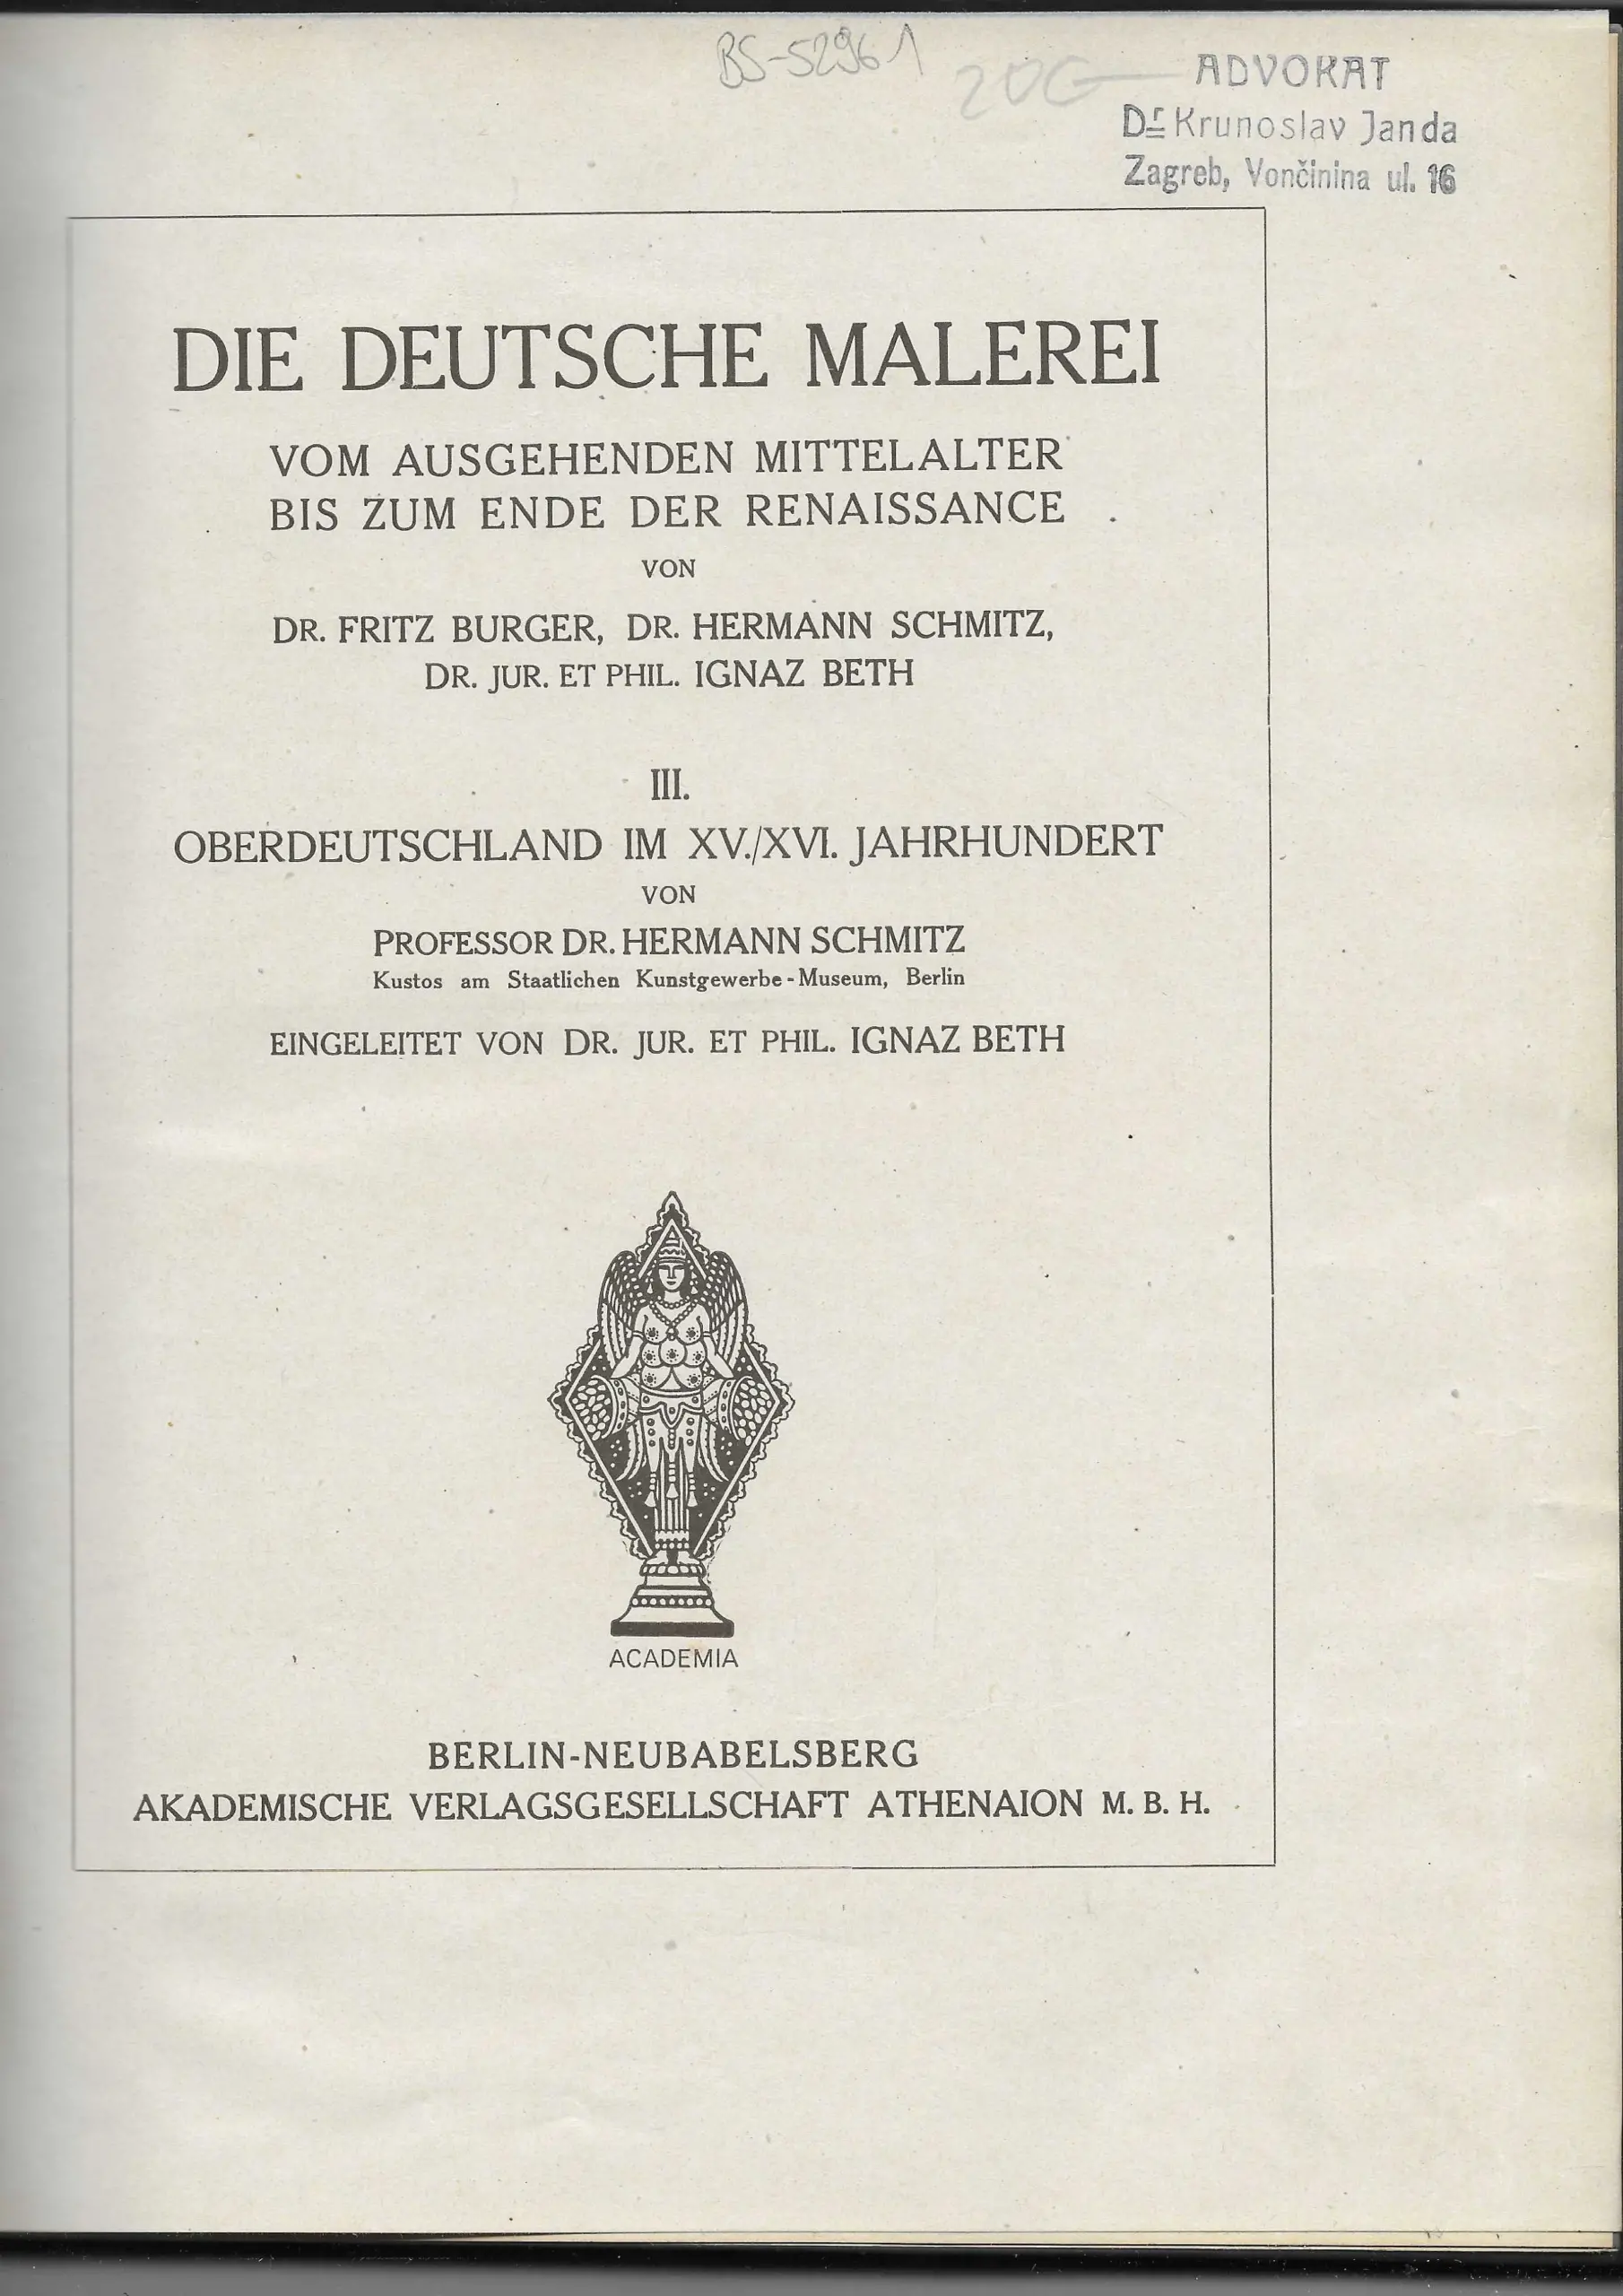 BS-52961
ADVOKAT
Dr Krunoslav Janda
Zagreb, Vončinina ul. 16
DIE DEUTSCHE MALEREI
VOM AUSGEHENDEN MITTELALTER
BIS ZUM ENDE DER RENAISSANCE
VON
DR. FRITZ BURGER, DR. HERMANN SCHMITZ,
DR. JUR. ET PHIL. IGNAZ BETH
III.
OBERDEUTSCHLAND IM XV./XVI. JAHRHUNDERT
VON
PROFESSOR DR. HERMANN SCHMITZ
Kustos am Staatlichen Kunstgewerbe-Museum, Berlin
EINGELEITET VON DR. JUR. ET PHIL. IGNAZ BETH
ACADEMIA
BERLIN-NEUBABELSBERG
AKADEMISCHE VERLAGSGESELLSCHAFT ATHENAION M. B. H.